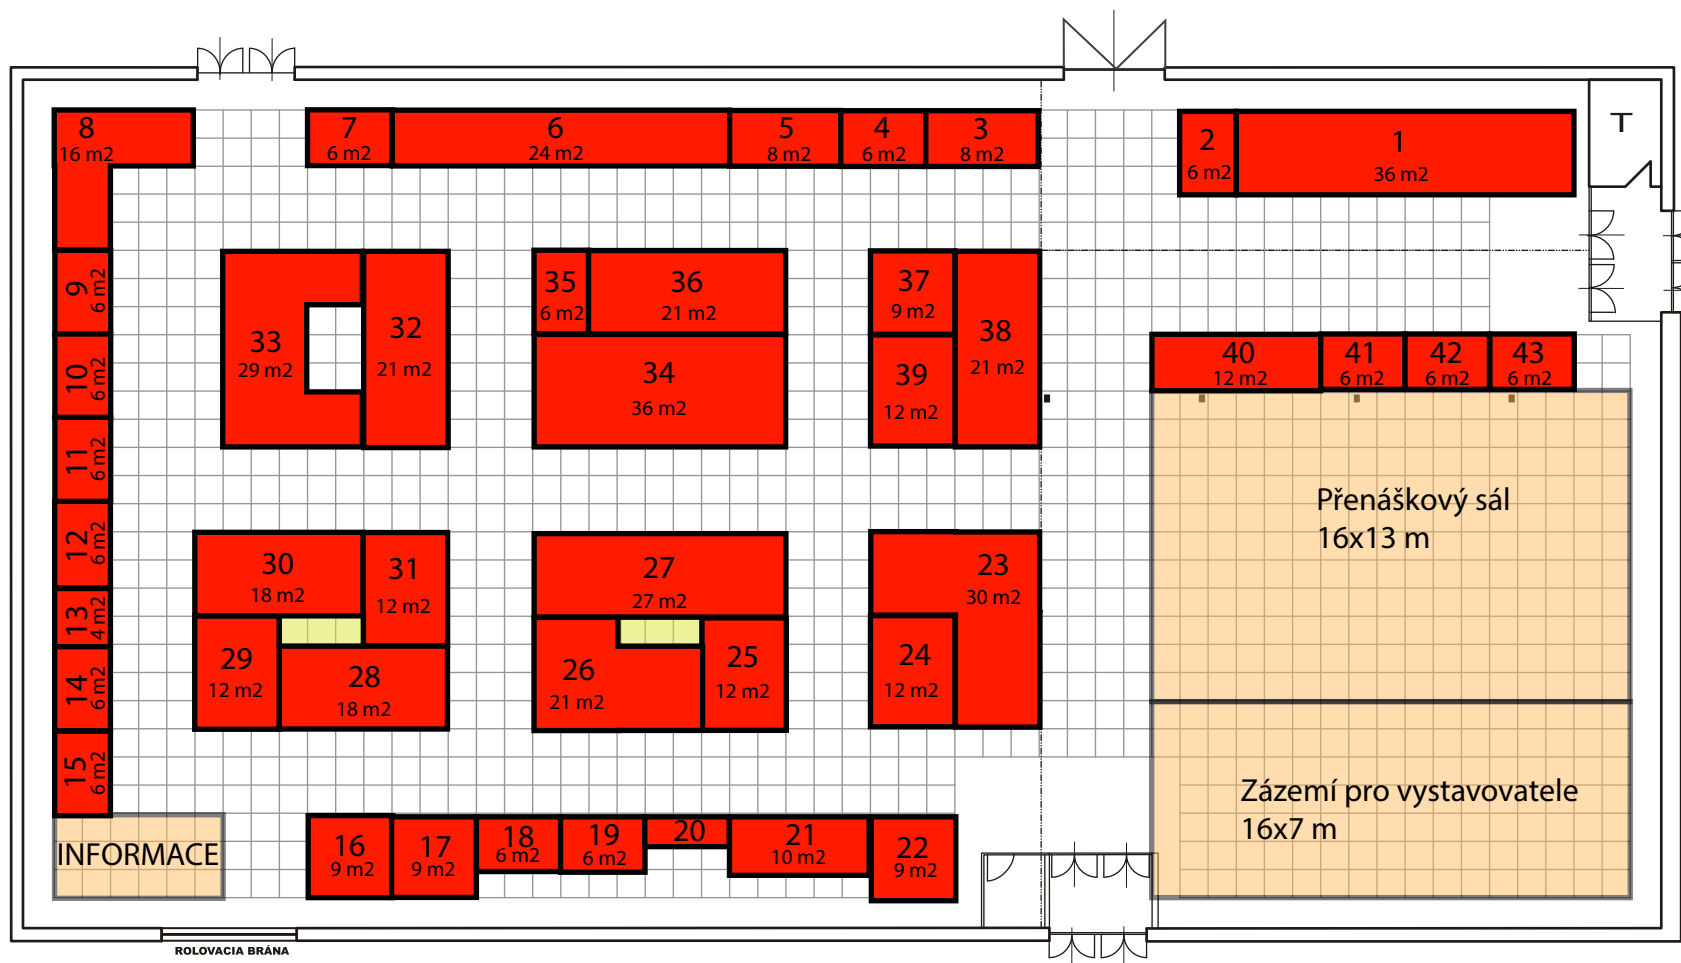 T
8
16 m2
7
6 m2
6
24 m2
5
8 m2
4
6 m2
3
8 m2
2
6 m2
1
36 m2
9
6 m2
10
6 m2
11
6 m2
12
6 m2
13
4 m2
14
6 m2
15
6 m2
33
29 m2
32
21 m2
35
6 m2
36
21 m2
34
36 m2
37
9 m2
38
21 m2
39
12 m2
40
12 m2
41
6 m2
42
6 m2
43
6 m2
Přenáškový sál
16x13 m
30
18 m2
31
12 m2
29
12 m2
28
18 m2
27
27 m2
26
21 m2
25
12 m2
23
30 m2
24
12 m2
Zázemí pro vystavovatele
16x7 m
INFORMACE
16
9 m2
17
9 m2
18
6 m2
19
6 m2
20
21
10 m2
22
9 m2
ROLOVACIA BRÁNA